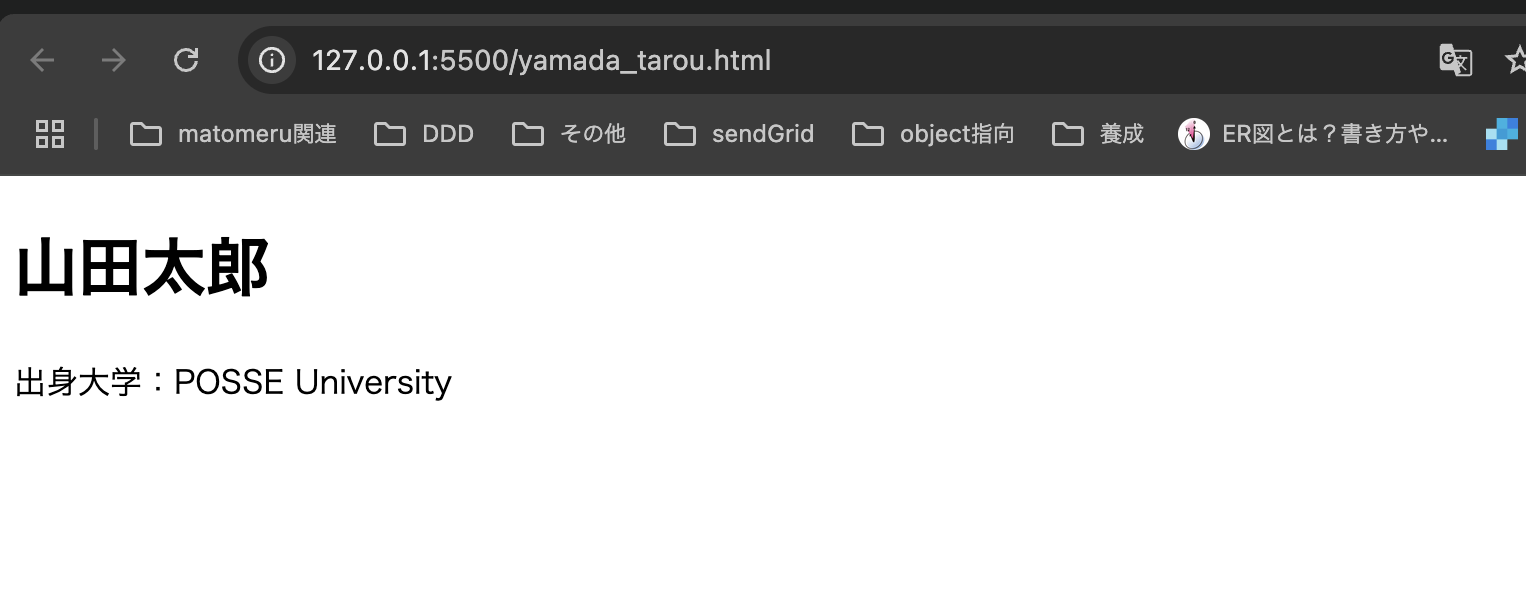 127.0.0.1:5500/yamada_tarou.html
matomeru関連 DDD その他 sendGrid object指向 養成 ER図とは？書き方や...
山田太郎
出身大学：POSSE University